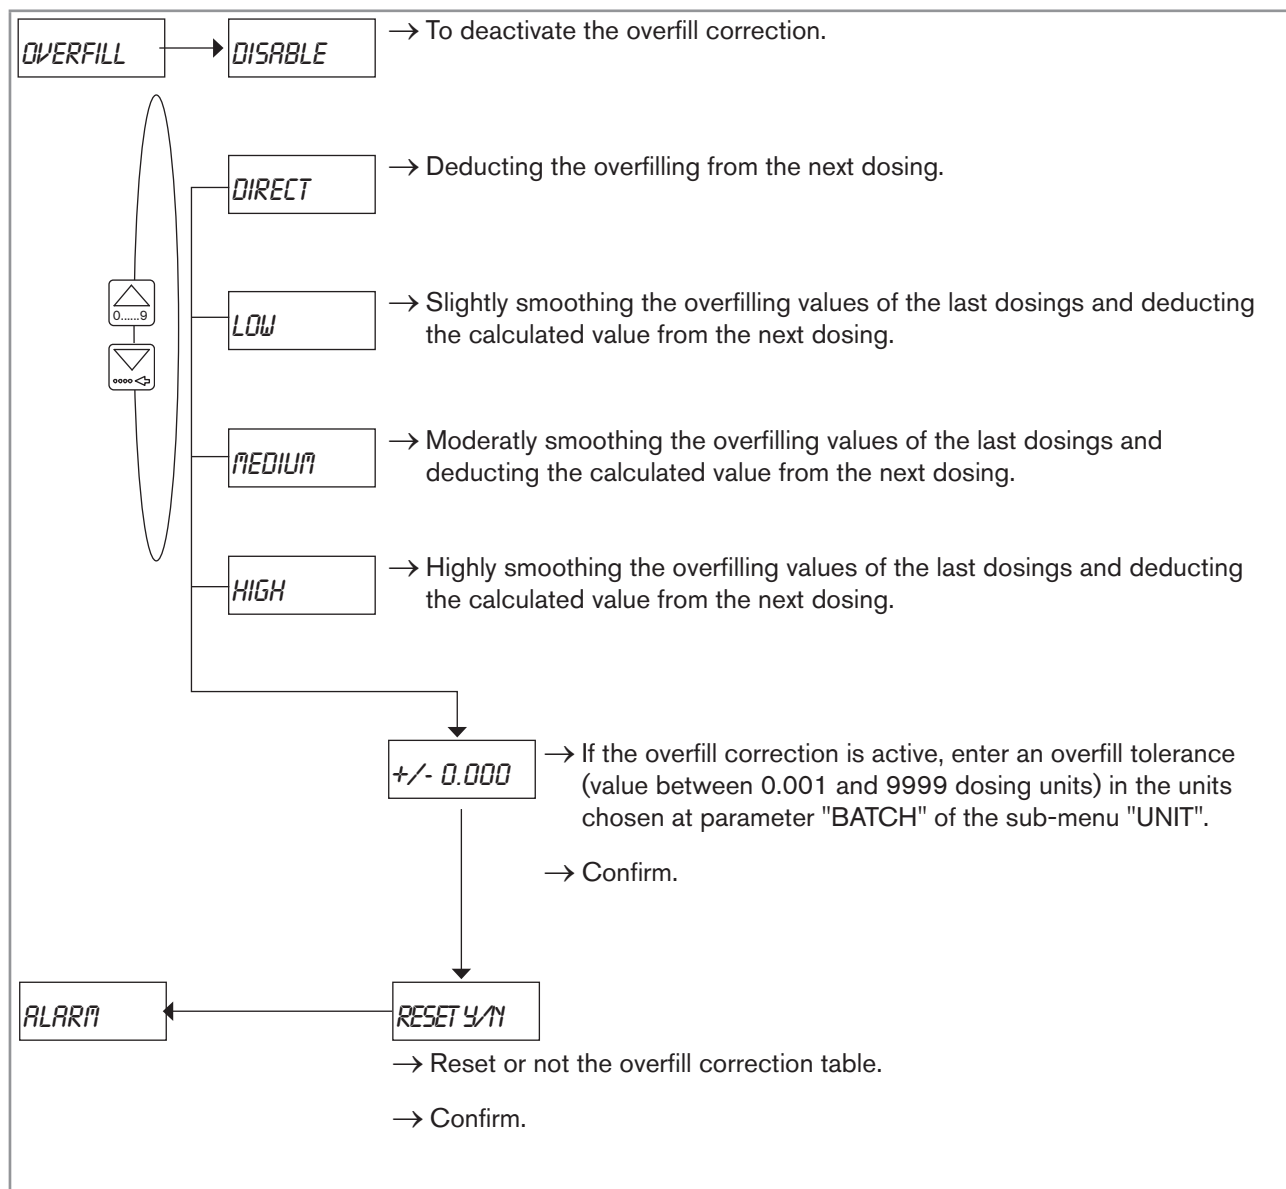 OVERFILL
DISABLE
→ To deactivate the overfill correction.
DIRECT
→ Deducting the overfilling from the next dosing.
0......9
LOW
→ Slightly smoothing the overfilling values of the last dosings and deducting
the calculated value from the next dosing.
MEDIUM
→ Moderatly smoothing the overfilling values of the last dosings and
deducting the calculated value from the next dosing.
HIGH
→ Highly smoothing the overfilling values of the last dosings and deducting
the calculated value from the next dosing.
+/- 0.000
→ If the overfill correction is active, enter an overfill tolerance
(value between 0.001 and 9999 dosing units) in the units
chosen at parameter "BATCH" of the sub-menu "UNIT".
→ Confirm.
ALARM
RESET Y/N
→ Reset or not the overfill correction table.
→ Confirm.